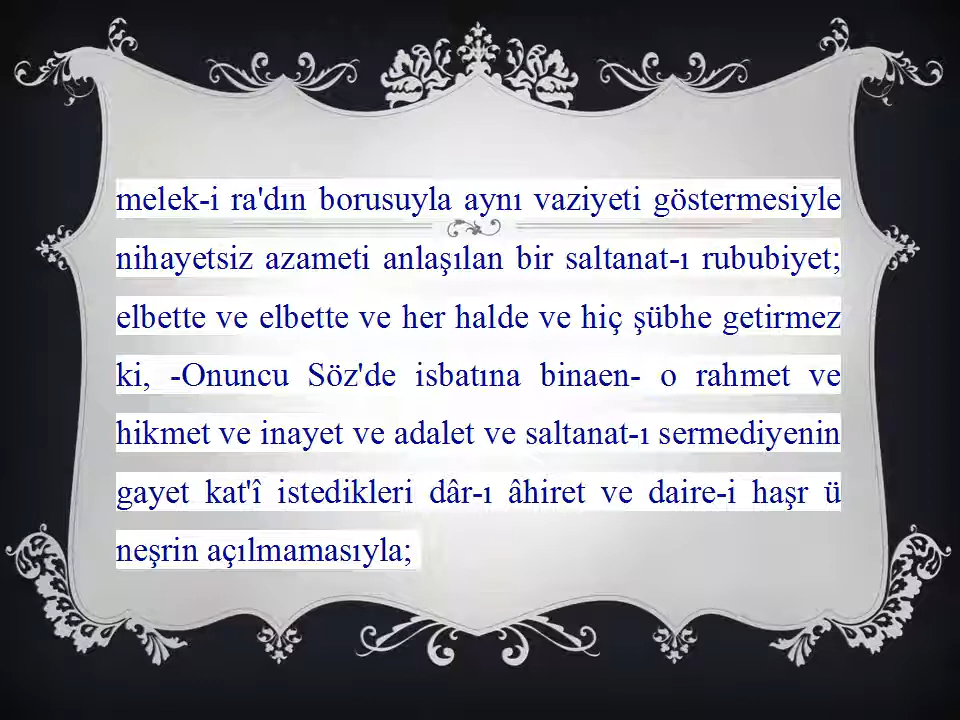 melek-i ra'dın borusuyla aynı vaziyeti göstermesiyle
nihayetsiz azameti anlaşılan bir saltanat-ı rububiyet;
elbette ve elbette ve her halde ve hiç şübhe getirmez
ki, -Onuncu Söz'de isbatına binaen- o rahmet ve
hikmet ve inayet ve adalet ve saltanat-ı sermediyenin
gayet kat'î istedikleri dâr-ı âhiret ve daire-i haşr ü
neşrin açılmamasıyla;